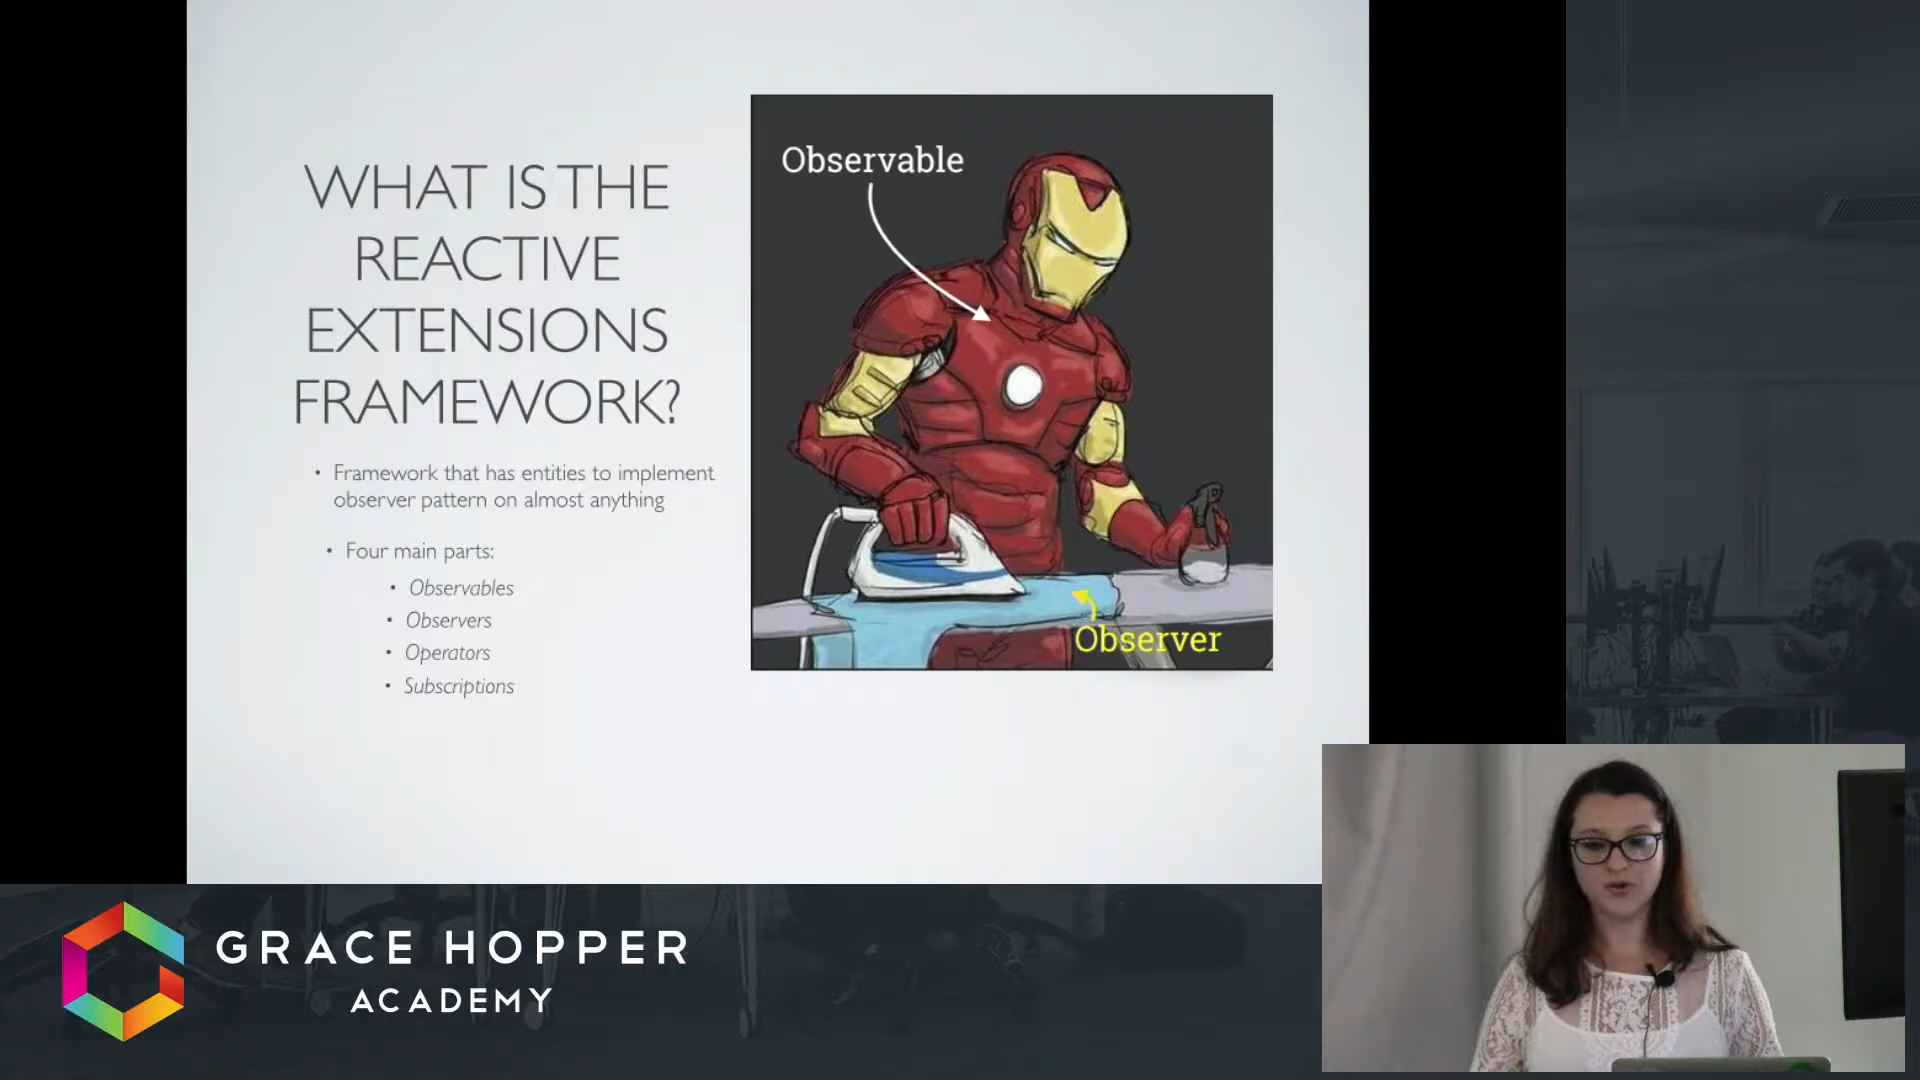 WHAT IS THE
REACTIVE
EXTENSIONS
FRAMEWORK?
• Framework that has entities to implement
observer pattern on almost anything
• Four main parts:
• Observables
• Observers
• Operators
• Subscriptions
Observable
Observer
GRACE HOPPER
ACADEMY